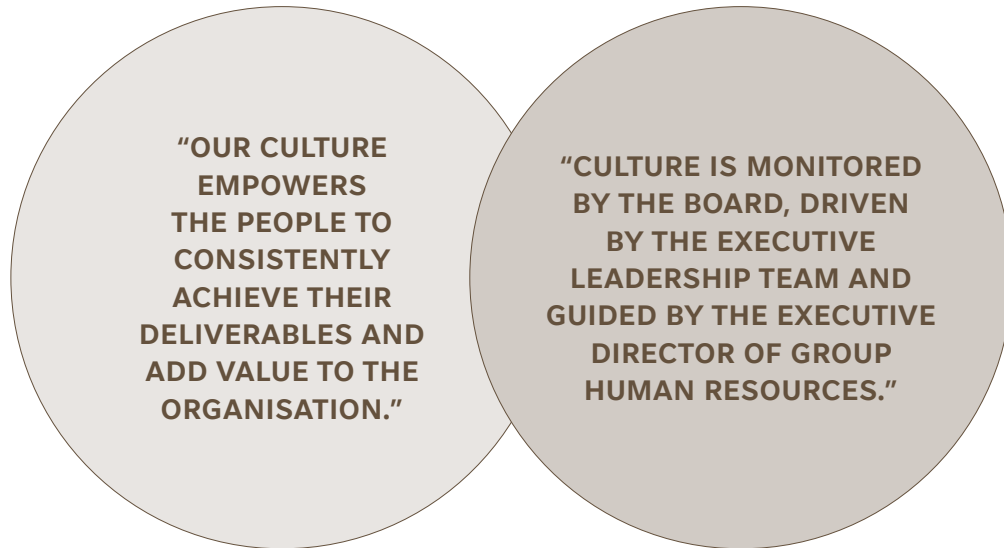 “OUR CULTURE
EMPOWERS
THE PEOPLE TO
CONSISTENTLY
ACHIEVE THEIR
DELIVERABLES AND
ADD VALUE TO THE
ORGANISATION.”
“CULTURE IS MONITORED
BY THE BOARD, DRIVEN
BY THE EXECUTIVE
LEADERSHIP TEAM AND
GUIDED BY THE EXECUTIVE
DIRECTOR OF GROUP
HUMAN RESOURCES.”